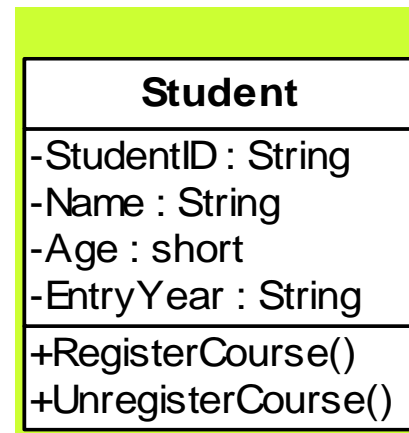 Student
-StudentID : String
-Name : String
-Age : short
-EntryYear : String
+RegisterCourse()
+UnregisterCourse()